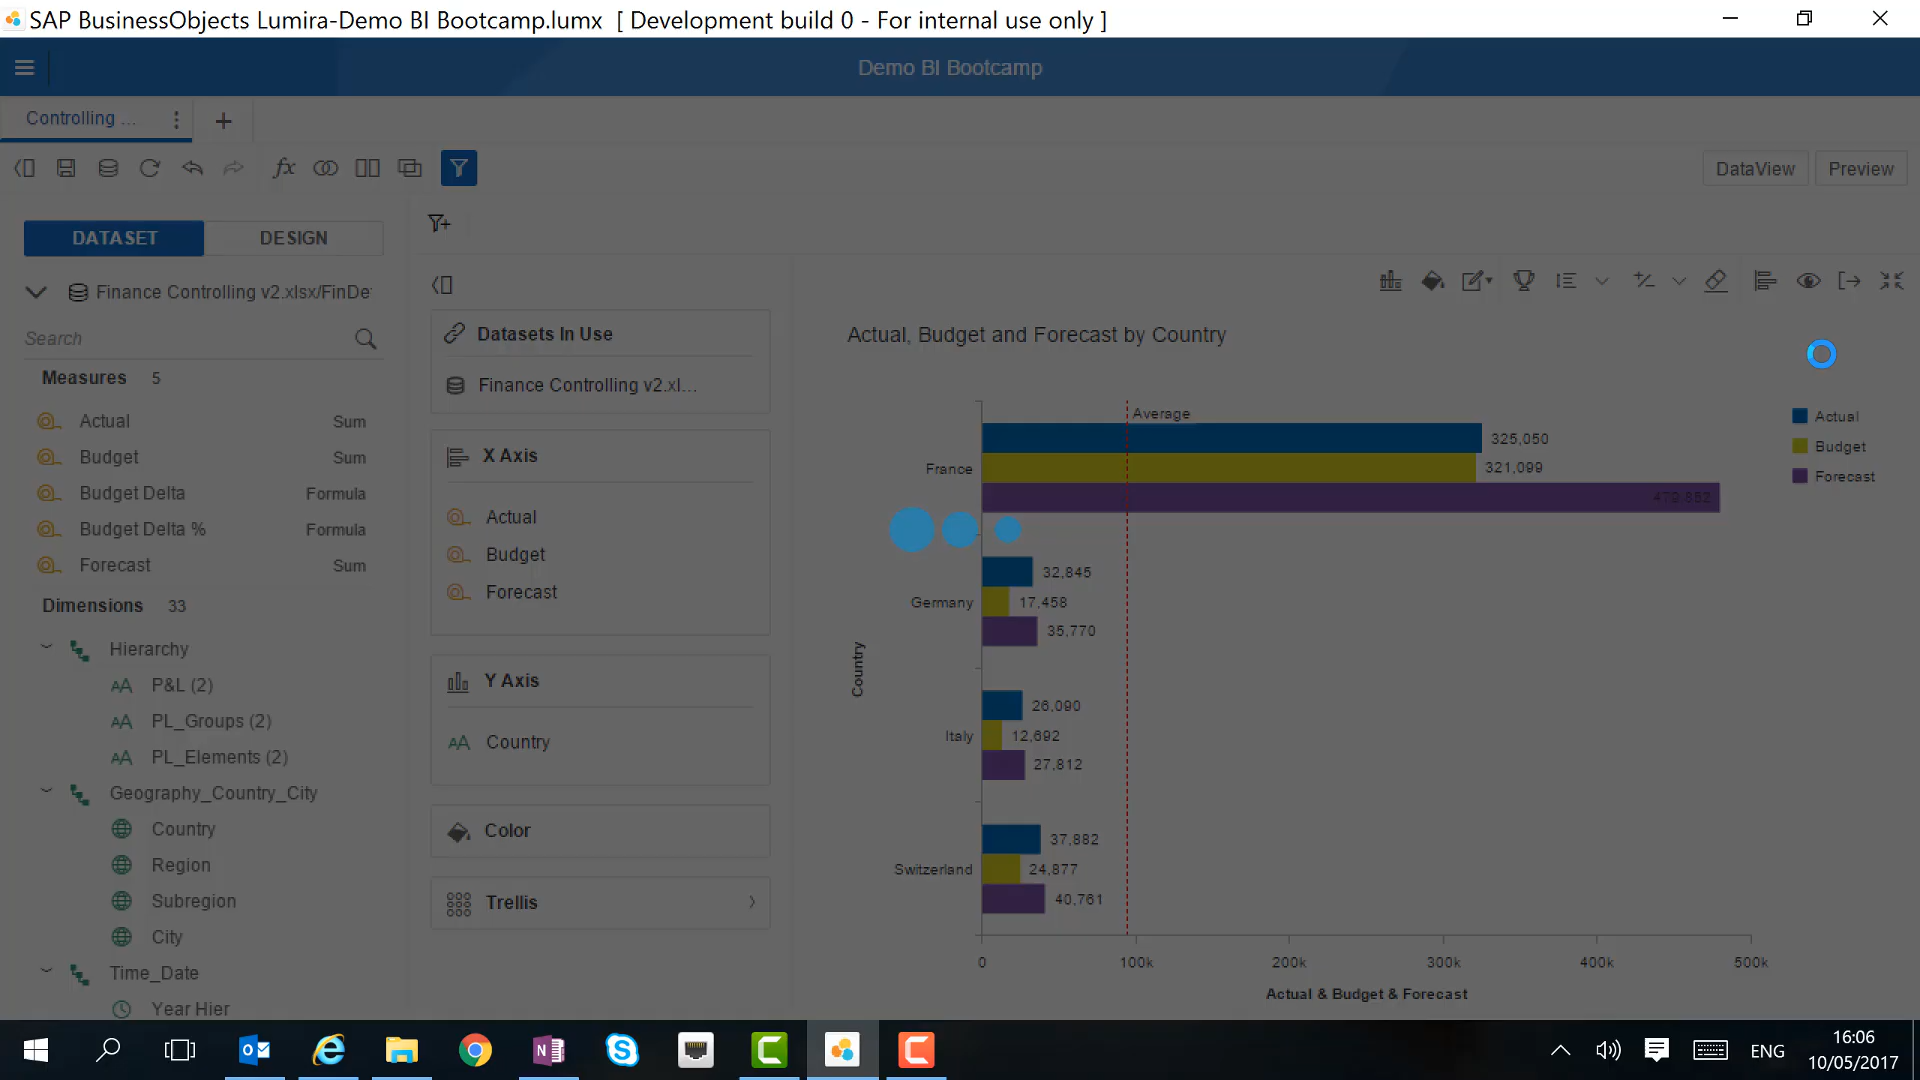 SAP BusinessObjects Lumira-Demo BI Bootcamp.lumx [ Development build 0 - For internal use only ]
Demo BI Bootcamp
Controlling ...
fx
DataView
Preview
DATASET
DESIGN
Finance Controlling v2.xlsx/FinDe
Search
Measures 5
Actual Sum
Budget Sum
Budget Delta Formula
Budget Delta % Formula
Forecast Sum
Dimensions 33
Hierarchy
AA P&L (2)
AA PL_Groups (2)
AA PL_Elements (2)
Geography_Country_City
Country
Region
Subregion
City
Time_Date
Year Hier
Datasets In Use
Finance Controlling v2.xl...
X Axis
Actual
Budget
Forecast
Y Axis
AA Country
Color
Trellis
Actual, Budget and Forecast by Country
Average
France
325,050
321,099
Germany
32,845
17,458
35,770
Italy
26,090
12,692
27,812
Switzerland
37,882
24,877
40,761
Country
0 100k 200k 300k 400k 500k
Actual & Budget & Forecast
Actual
Budget
Forecast
ENG
16:06
10/05/2017